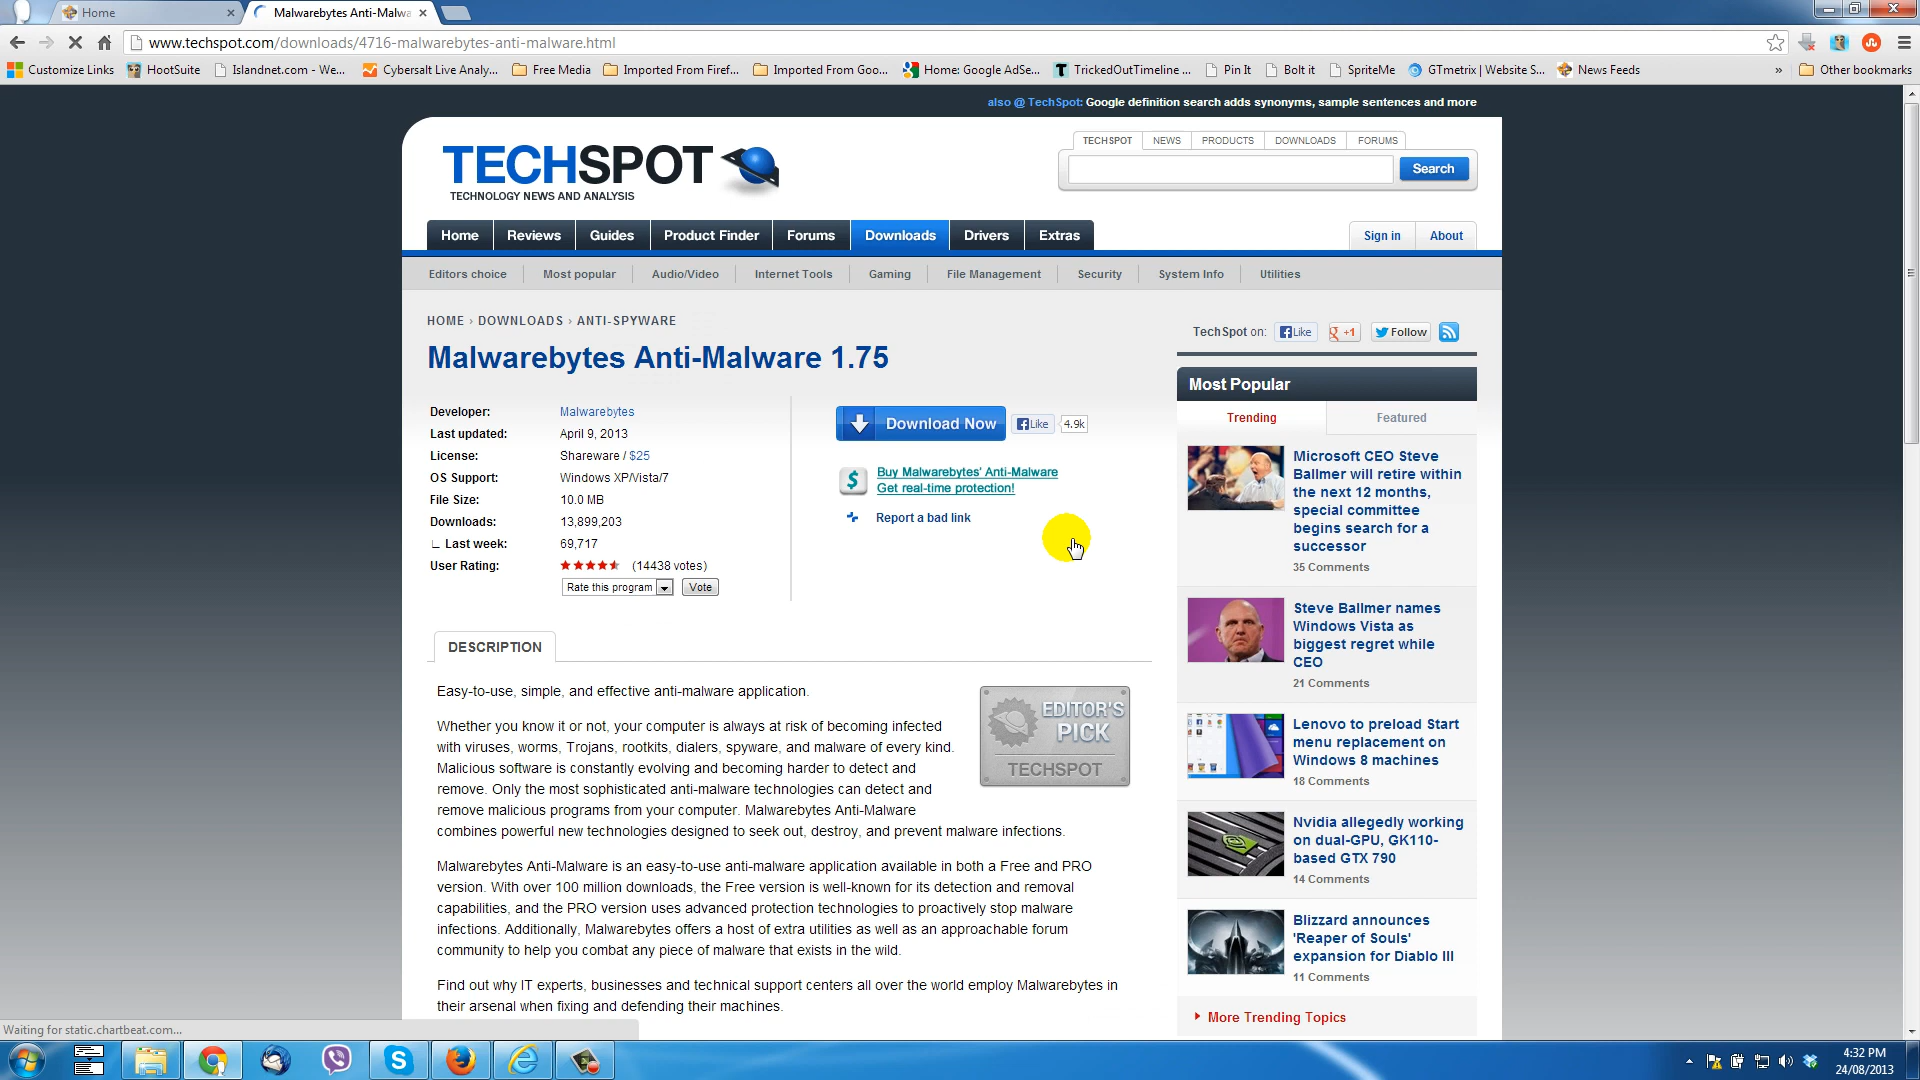 Home
Malwarebytes Anti-Malwa
www.techspot.com/downloads/4716-malwarebytes-anti-malware.html
Customize Links
HootSuite
Islandnet.com - We...
Cybersalt Live Analy...
Free Media
Imported From Firef...
Imported From Goo...
Home: Google AdSe...
TrickedOutTimeline ...
Pin It
Bolt it
SpriteMe
GTmetrix | Website S...
News Feeds
»
Other bookmarks
also @ TechSpot: Google definition search adds synonyms, sample sentences and more
TECHSPOT
TECHNOLOGY NEWS AND ANALYSIS
TECHSPOT NEWS PRODUCTS DOWNLOADS FORUMS
Search
Home Reviews Guides Product Finder Forums Downloads Drivers Extras
Sign in About
Editors choice Most popular Audio/Video Internet Tools Gaming File Management Security System Info Utilities
HOME › DOWNLOADS › ANTI-SPYWARE
Malwarebytes Anti-Malware 1.75
Developer: Malwarebytes
Last updated: April 9, 2013
License: Shareware / $25
OS Support: Windows XP/Vista/7
File Size: 10.0 MB
Downloads: 13,899,203
Last week: 69,717
User Rating: (14438 votes)
Rate this program Vote
Download Now
Like 4.9k
Buy Malwarebytes' Anti-Malware
Get real-time protection!
Report a bad link
DESCRIPTION
Easy-to-use, simple, and effective anti-malware application.
Whether you know it or not, your computer is always at risk of becoming infected
with viruses, worms, Trojans, rootkits, dialers, spyware, and malware of every kind.
Malicious software is constantly evolving and becoming harder to detect and
remove. Only the most sophisticated anti-malware technologies can detect and
remove malicious programs from your computer. Malwarebytes Anti-Malware
combines powerful new technologies designed to seek out, destroy, and prevent malware infections.
EDITOR'S
PICK
TECHSPOT
Malwarebytes Anti-Malware is an easy-to-use anti-malware application available in both a Free and PRO
version. With over 100 million downloads, the Free version is well-known for its detection and removal
capabilities, and the PRO version uses advanced protection technologies to proactively stop malware
infections. Additionally, Malwarebytes offers a host of extra utilities as well as an approachable forum
community to help you combat any piece of malware that exists in the wild.
Find out why IT experts, businesses and technical support centers all over the world employ Malwarebytes in
their arsenal when fixing and defending their machines.
TechSpot on: Like +1 Follow
Most Popular
Trending Featured
Microsoft CEO Steve
Ballmer will retire within
the next 12 months,
special committee
begins search for a
successor
35 Comments
Steve Ballmer names
Windows Vista as
biggest regret while
CEO
21 Comments
Lenovo to preload Start
menu replacement on
Windows 8 machines
18 Comments
Nvidia allegedly working
on dual-GPU, GK110-
based GTX 790
14 Comments
Blizzard announces
'Reaper of Souls'
expansion for Diablo III
11 Comments
More Trending Topics
Waiting for static.chartbeat.com...
4:32 PM
24/08/2013